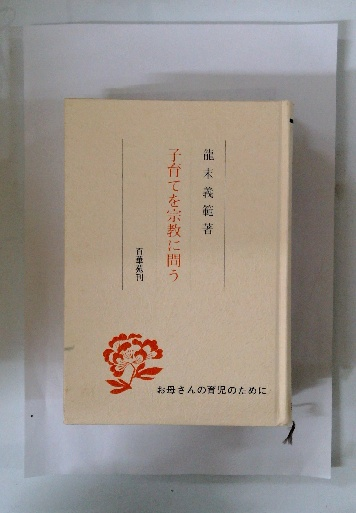 龍末義範著
子育てを宗教に問う
百華苑刊
お母さんの育児のために